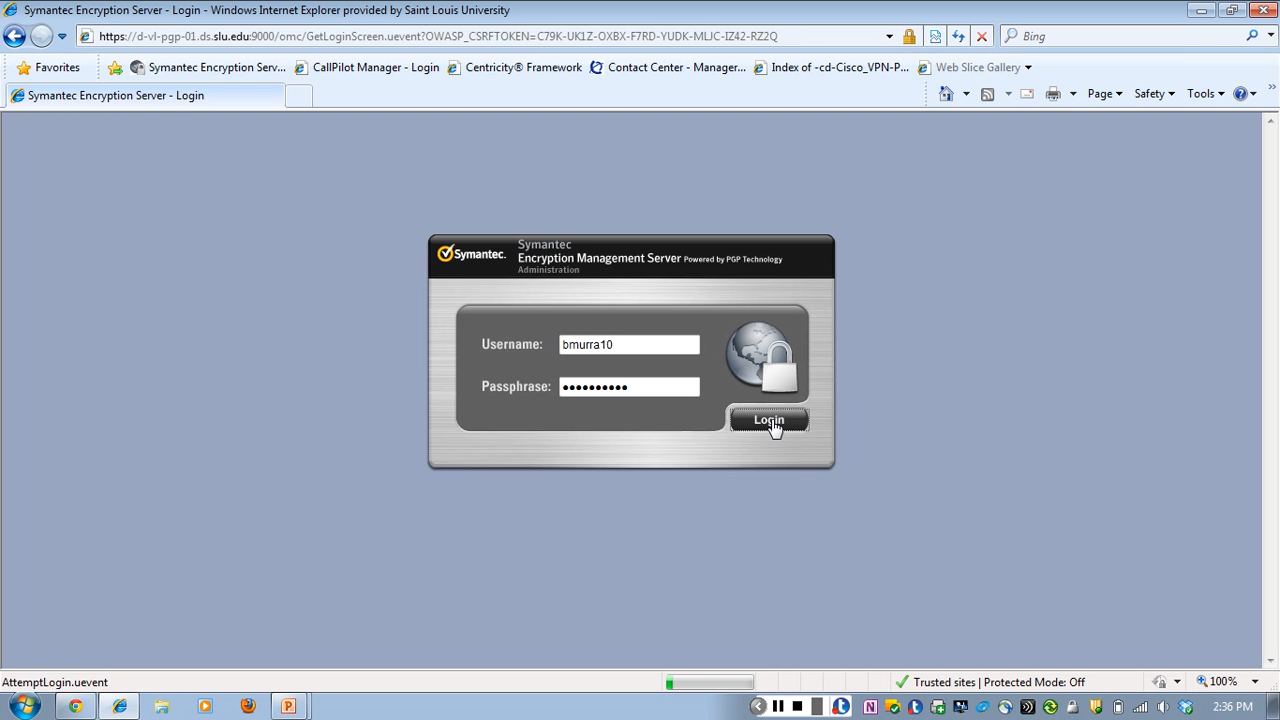 Symantec Encryption Server - Login - Windows Internet Explorer provided by Saint Louis University
https://d-vl-pgp-01.ds.slu.edu:9000/omc/GetLoginScreen.uevent?OWASP_CSRFTOKEN=C79K-UK1Z-OXBX-F7RD-YUDK-MLJC-IZ42-RZ2Q Bing
Favorites Symantec Encryption Serv... CallPilot Manager - Login Centricity® Framework Contact Center - Manager... Index of -cd-Cisco_VPN-P... Web Slice Gallery
Symantec Encryption Server - Login Page Safety Tools
Symantec
Symantec. Encryption Management Server Powered by PGP Technology
Administration
Username: bmurra10
Passphrase: ••••••••••
Login
AttemptLogin.uevent Trusted sites | Protected Mode: Off 100%
2:36 PM